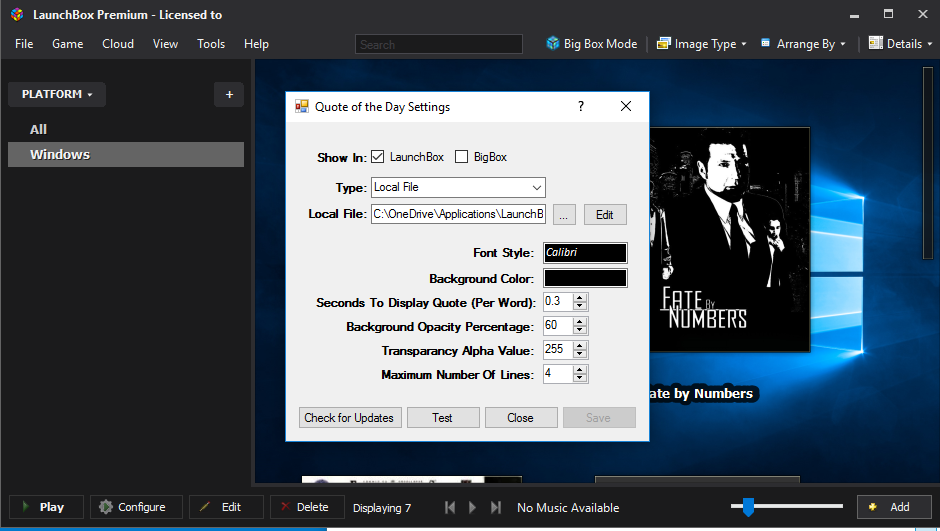 LaunchBox Premium - Licensed to
File Game Cloud View Tools Help Search Big Box Mode Image Type Arrange By Details
PLATFORM +
All
Windows
Quote of the Day Settings ?
Show In: LaunchBox BigBox
Type: Local File
Local File: C:\OneDrive\Applications\LaunchB ... Edit
Font Style: Calibri
Background Color:
Seconds To Display Quote (Per Word): 0.3
Background Opacity Percentage: 60
Transparancy Alpha Value: 255
Maximum Number Of Lines: 4
Check for Updates Test Close Save
FATE BY
NUMBERS
ate by Numbers
Play Configure Edit Delete Displaying 7 No Music Available Add